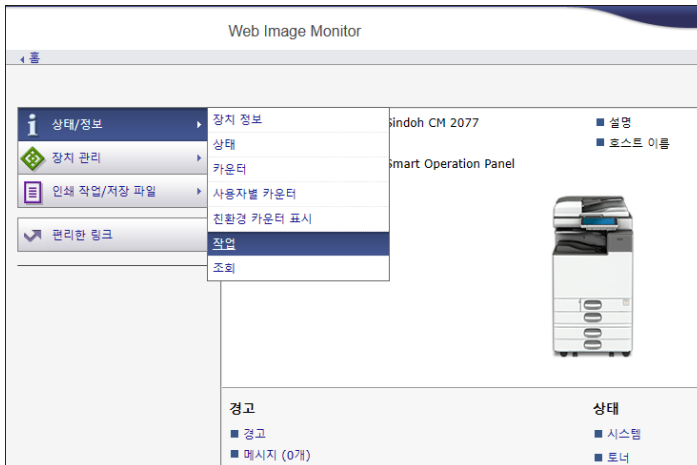 Web Image Monitor
홈
상태/정보
장치 관리
인쇄 작업/저장 파일
편리한 링크
장치 정보
상태
카운터
사용자별 카운터
친환경 카운터 표시
작업
조회
Sindoh CM 2077
Smart Operation Panel
설명
호스트 이름
경고
경고
메시지 (0개)
상태
시스템
토너